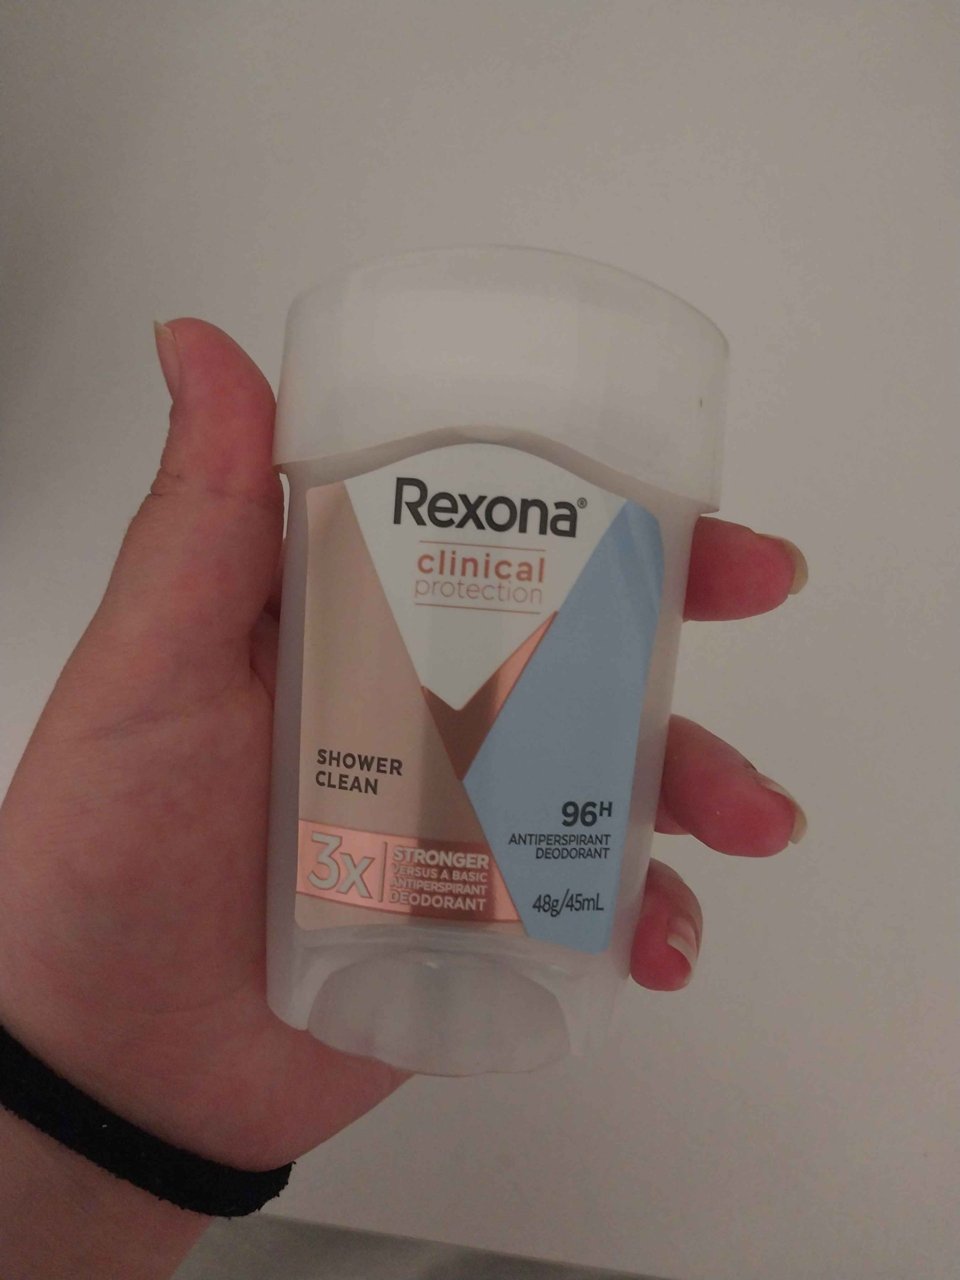 Rexona®
clinical
protection
SHOWER
CLEAN
3x
STRONGER
VERSUS A BASIC
ANTIPERSPIRANT
DEODORANT
96H
ANTIPERSPIRANT
DEODORANT
48g/45mL